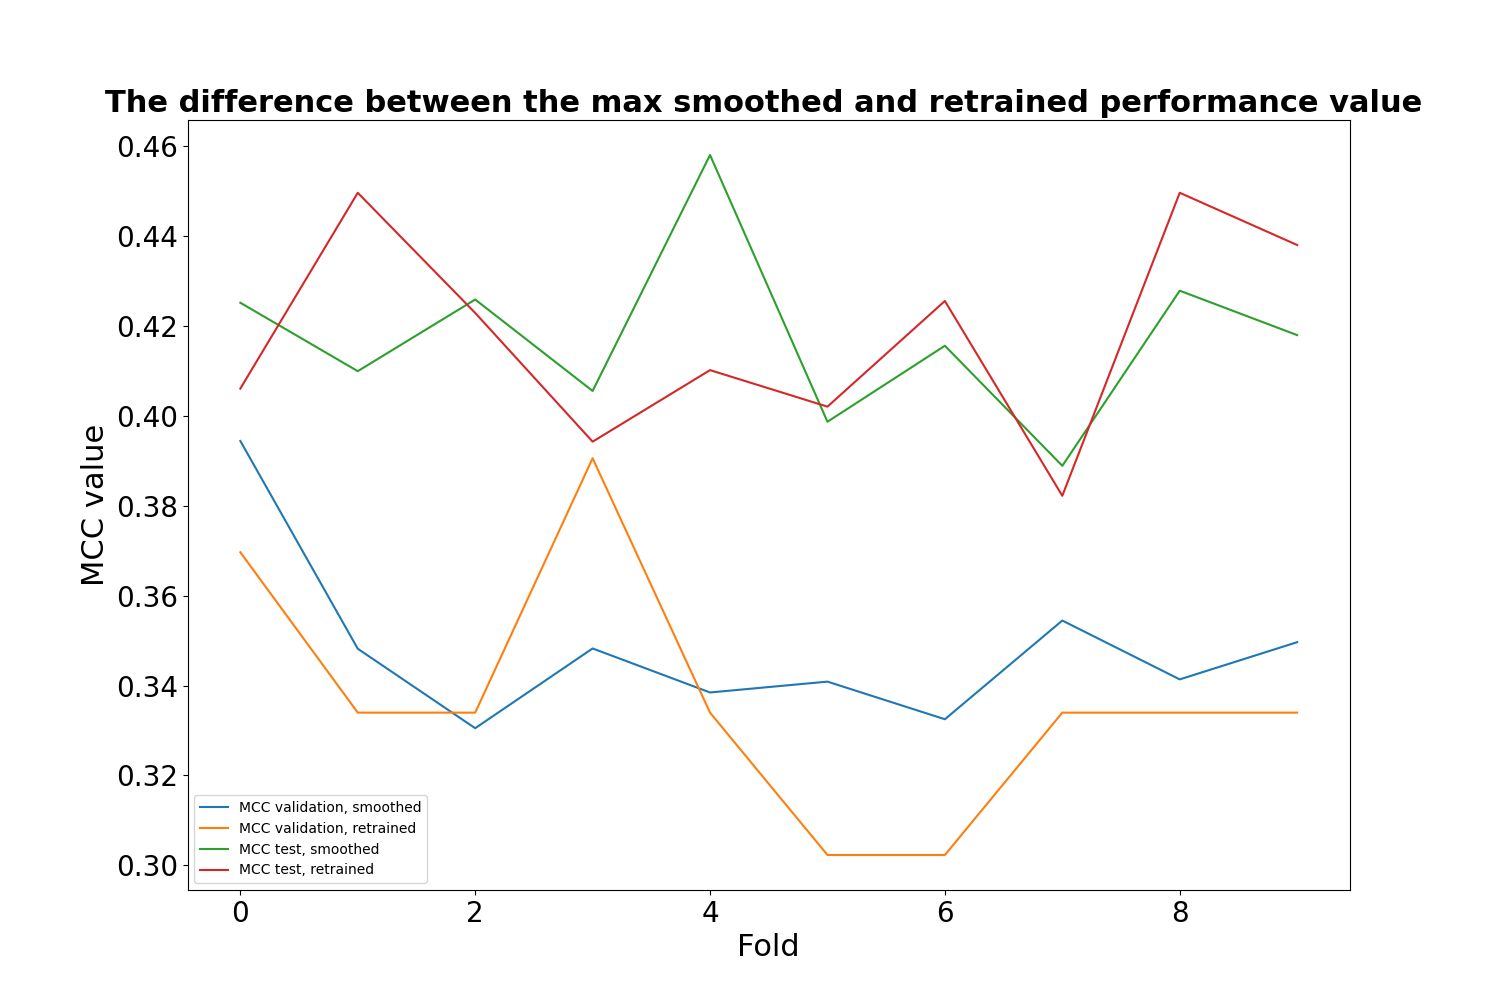 The difference between the max smoothed and retrained performance value
0.46
0.44
0.42
0.40
0.38
0.36
0.34
0.32
0.30
MCC value
MCC validation, smoothed
MCC validation, retrained
MCC test, smoothed
MCC test, retrained
0 2 4 6 8
Fold